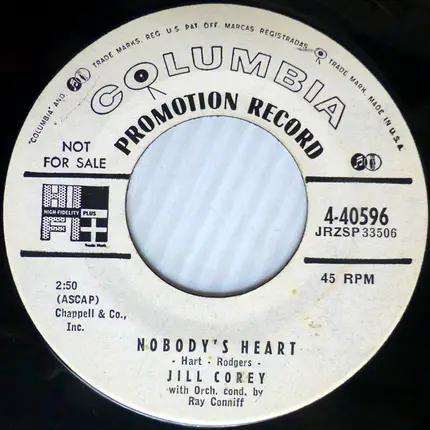 "COLUMBIA" AND TRADE MARKS, REG. U.S. PAT. OFF. MARCAS REGISTRADAS TRADE MARK. MADE IN U.S.A.
COLUMBIA
PROMOTION RECORD
NOT
FOR SALE
HI
HIGH-FIDELITY PLUS
FI +
Trade Mark
4-40596
JRZSP 33506
45 RPM
2:50
(ASCAP)
Chappell & Co.,
Inc.
NOBODY'S HEART
- Hart - Rodgers -
JILL COREY
with Orch. cond. by
Ray Conniff